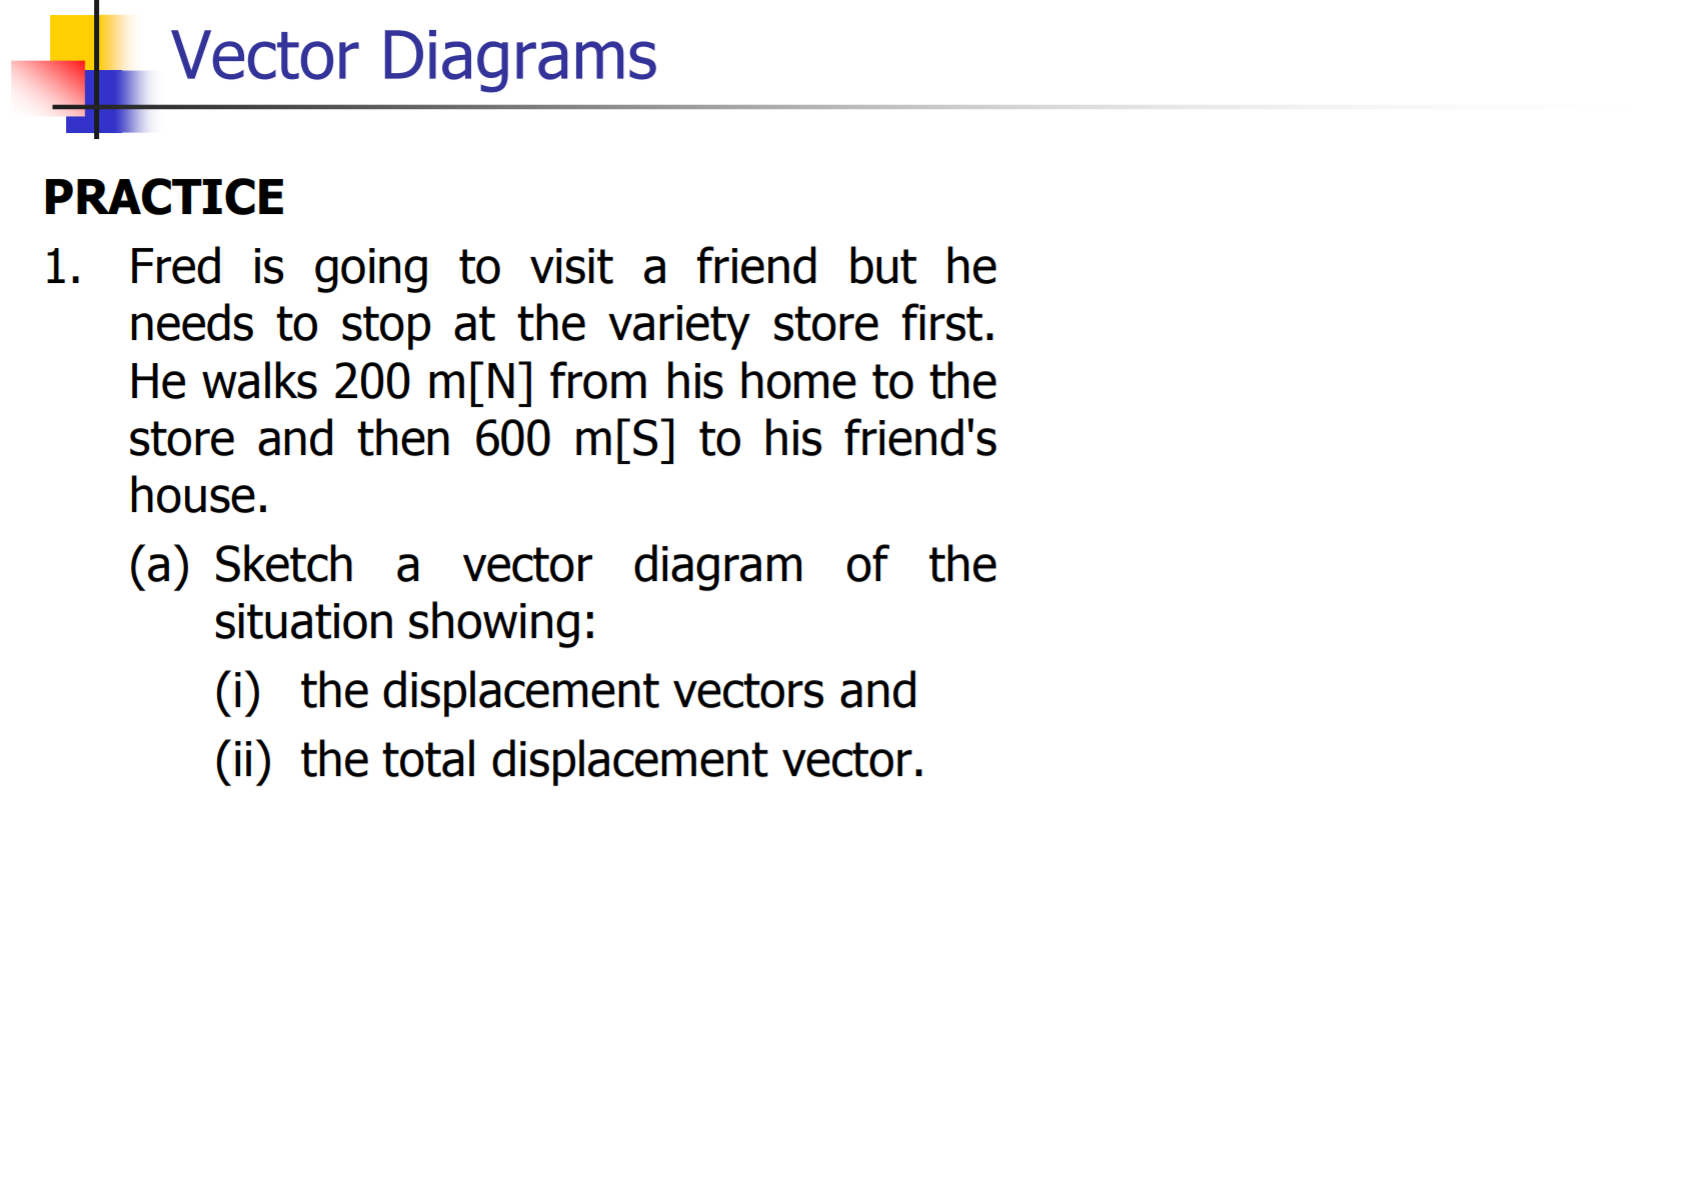 Vector Diagrams
PRACTICE
1. Fred is going to visit a friend but he
needs to stop at the variety store first.
He walks 200 m[N] from his home to the
store and then 600 m[S] to his friend's
house.
(a) Sketch a vector diagram of the
situation showing:
(i) the displacement vectors and
(ii) the total displacement vector.